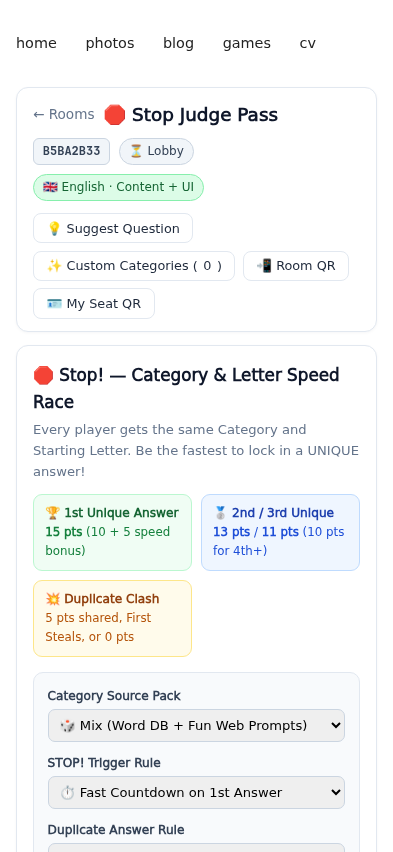 home photos blog games cv
← Rooms 🛑 Stop Judge Pass
B5BA2B33 ⏳ Lobby
🇬🇧 English · Content + UI
💡 Suggest Question
✨ Custom Categories ( 0 ) 📲 Room QR
🪪 My Seat QR
🛑 Stop! — Category & Letter Speed
Race
Every player gets the same Category and
Starting Letter. Be the fastest to lock in a UNIQUE
answer!
🏆 1st Unique Answer
15 pts (10 + 5 speed
bonus)
🥈 2nd / 3rd Unique
13 pts / 11 pts (10 pts
for 4th+)
💥 Duplicate Clash
5 pts shared, First
Steals, or 0 pts
Category Source Pack
🎲 Mix (Word DB + Fun Web Prompts)
STOP! Trigger Rule
⏱️ Fast Countdown on 1st Answer
Duplicate Answer Rule